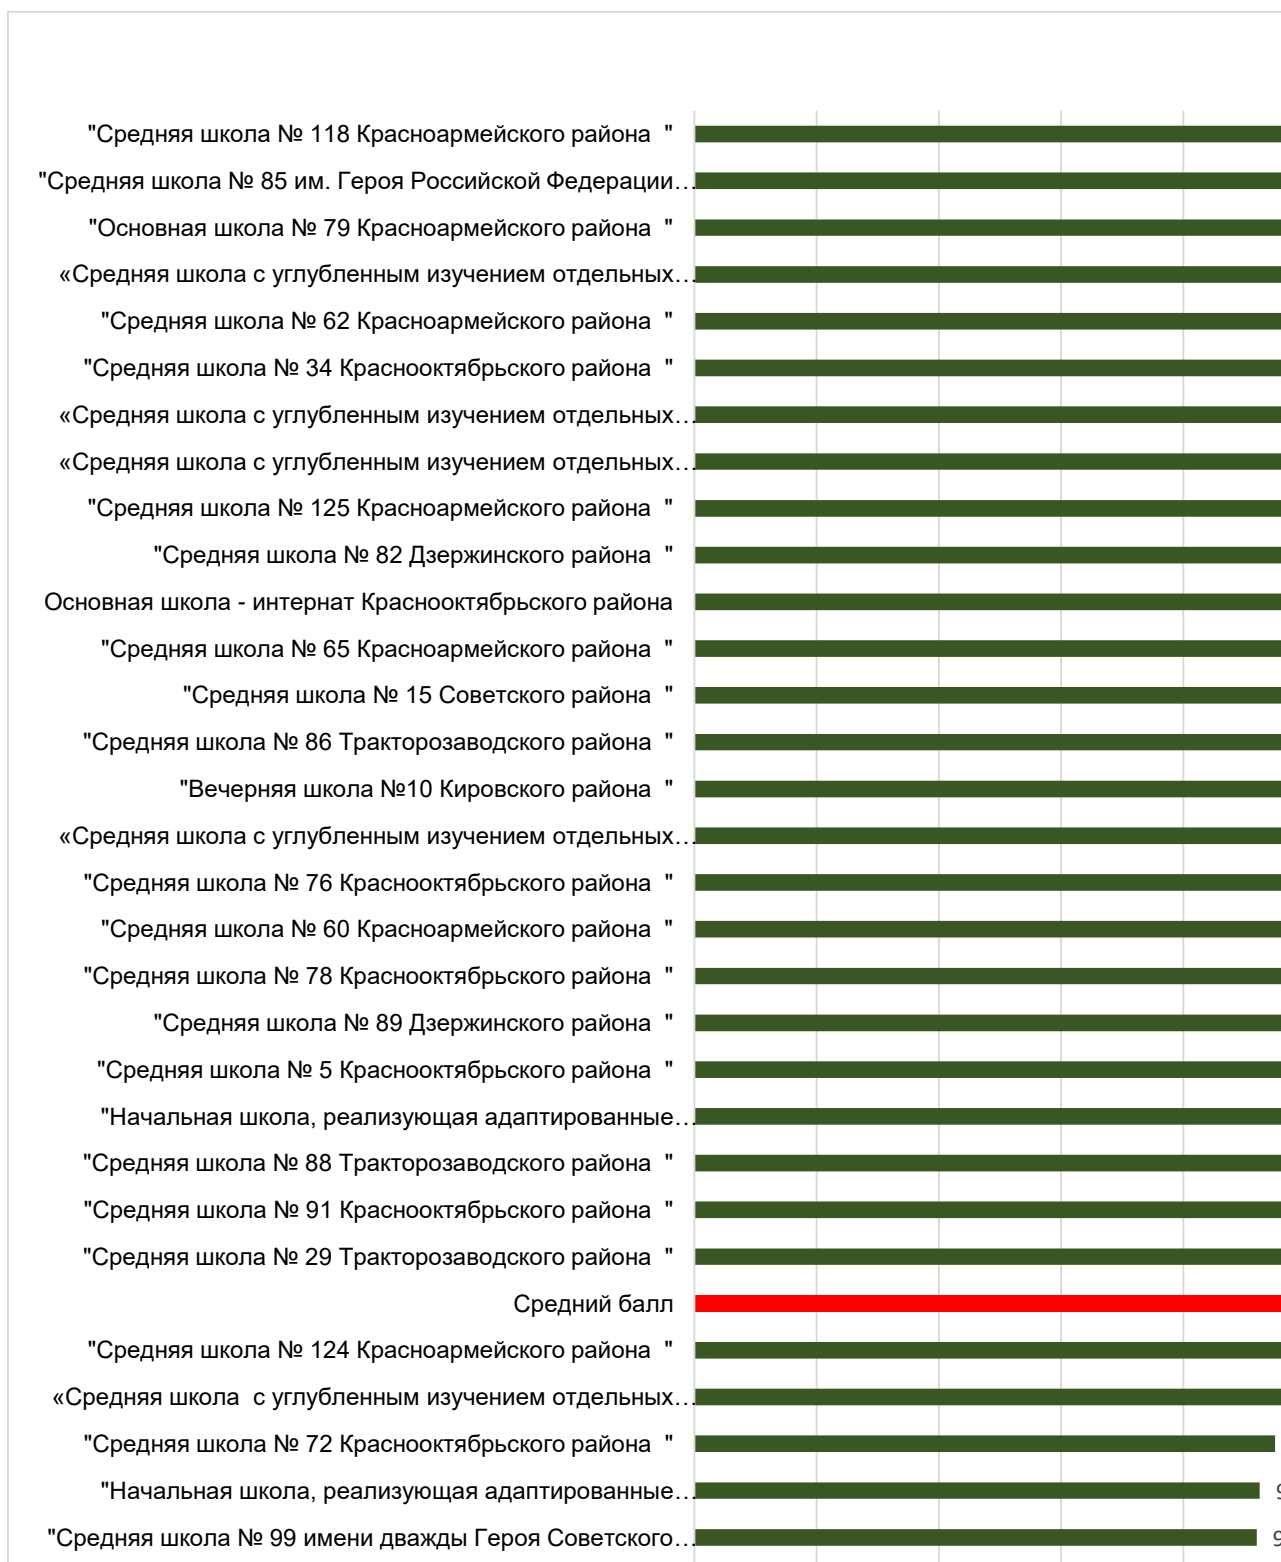 "Средняя школа № 118 Красноармейского района  "
"Средняя школа № 85 им. Героя Российской Федерации…
"Основная школа № 79 Красноармейского района  "
«Средняя школа с углубленным изучением отдельных…
"Средняя школа № 62 Красноармейского района  "
"Средняя школа № 34 Краснооктябрьского района  "
«Средняя школа с углубленным изучением отдельных…
«Средняя школа с углубленным изучением отдельных…
"Средняя школа № 125 Красноармейского района  "
"Средняя школа № 82 Дзержинского района  "
Основная школа - интернат Краснооктябрьского района
"Средняя школа № 65 Красноармейского района  "
"Средняя школа № 15 Советского района  "
"Средняя школа № 86 Тракторозаводского района  "
"Вечерняя школа №10 Кировского района  "
«Средняя школа с углубленным изучением отдельных…
"Средняя школа № 76 Краснооктябрьского района  "
"Средняя школа № 60 Красноармейского района  "
"Средняя школа № 78 Краснооктябрьского района  "
"Средняя школа № 89 Дзержинского района  "
"Средняя школа № 5 Краснооктябрьского района  "
"Начальная школа, реализующая адаптированные…
"Средняя школа № 88 Тракторозаводского района  "
"Средняя школа № 91 Краснооктябрьского района  "
"Средняя школа № 29 Тракторозаводского района  "
Средний балл
"Средняя школа № 124 Красноармейского района  "
«Средняя школа  с углубленным изучением отдельных…
"Средняя школа № 72 Краснооктябрьского района  "
"Начальная школа, реализующая адаптированные…
"Средняя школа № 99 имени дважды Героя Советского…